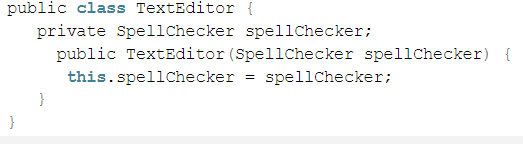 public class TextEditor {
private SpellChecker spellChecker;
public TextEditor(SpellChecker spellChecker) {
this.spellChecker = spellChecker;
}
}